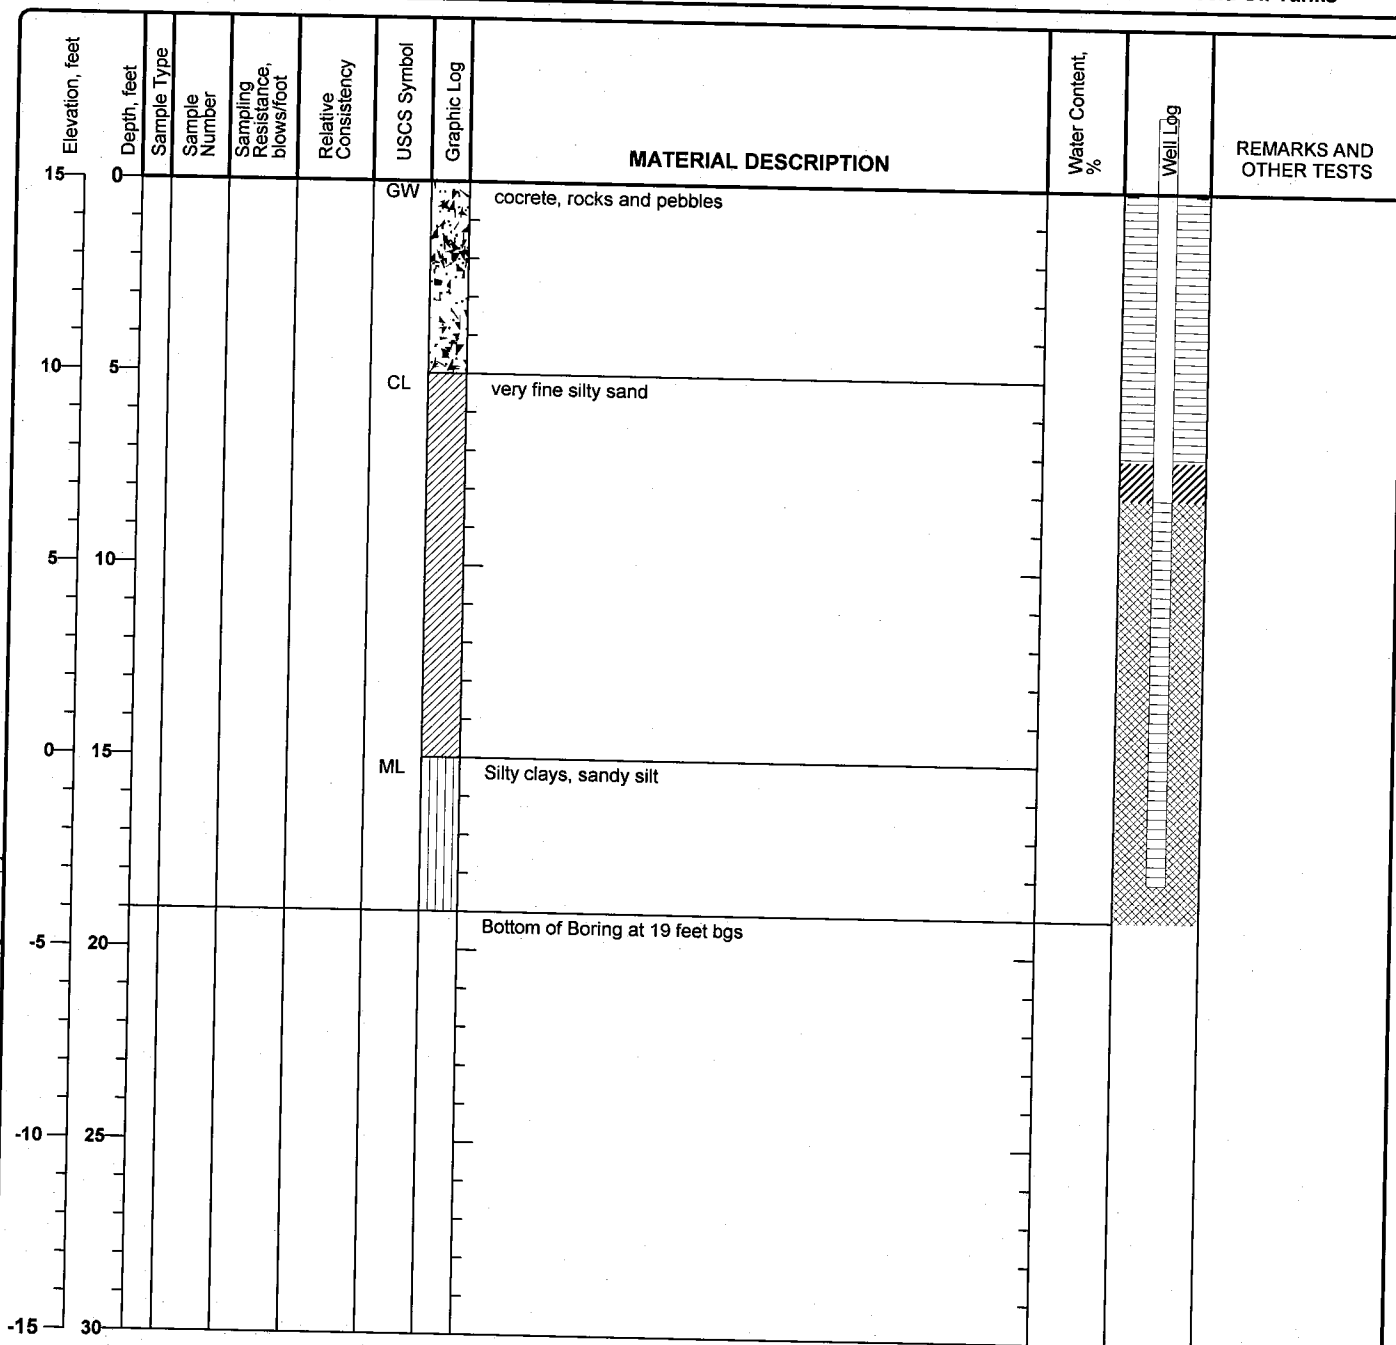 Tanks
Elevation, feet
Depth, feet
Sample Type
Sample
Number
Sampling
Resistance,
blows/foot
Relative
Consistency
USCS Symbol
Graphic Log
MATERIAL DESCRIPTION
Water Content,
%
Well Log
REMARKS AND
OTHER TESTS
15 0
GW cocrete, rocks and pebbles
10 5
CL very fine silty sand
5 10
0 15
ML Silty clays, sandy silt
Bottom of Boring at 19 feet bgs
-5 20
-10 25
-15 30